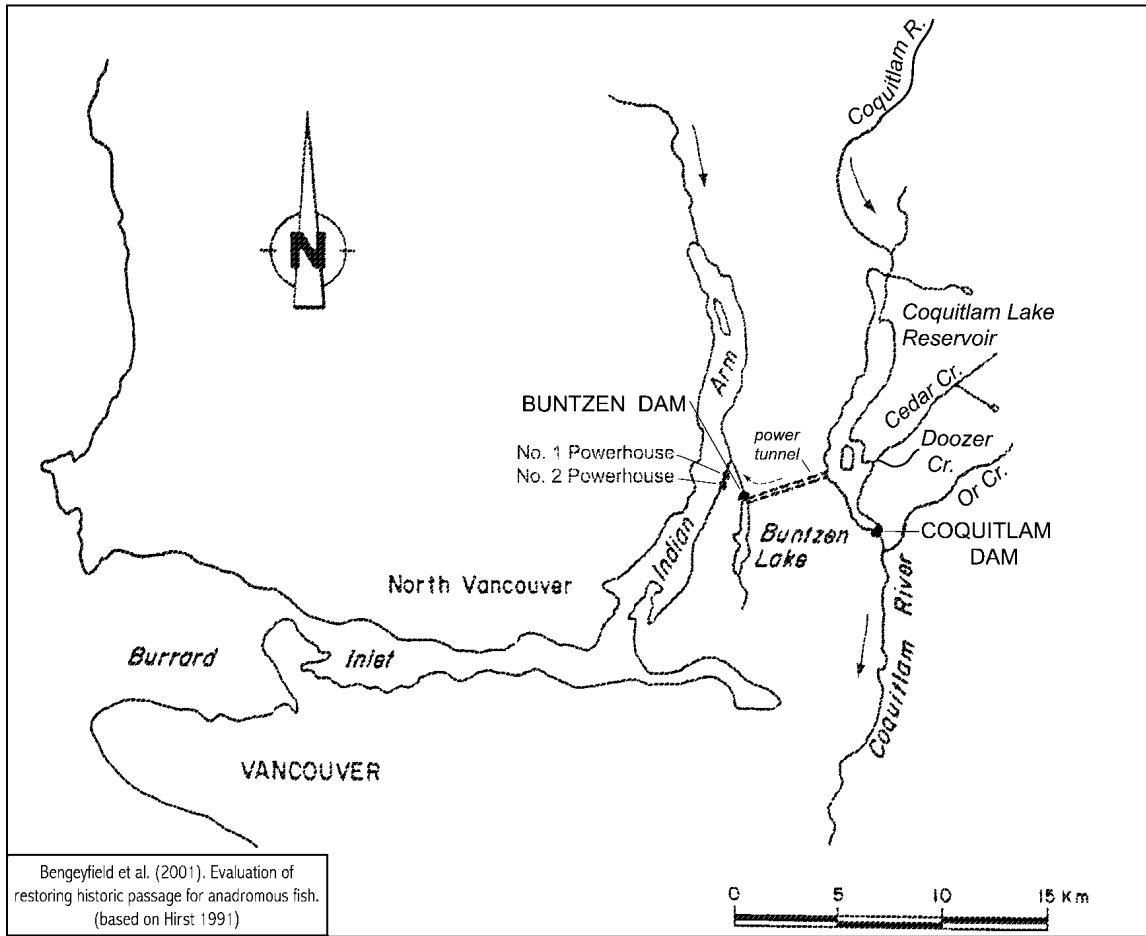 Coquitlam R.
N
Coquitlam Lake
Reservoir
Arm
Cedar Cr.
BUNTZEN DAM
Doozer
Cr.
power
tunnel
No. 1 Powerhouse
No. 2 Powerhouse
Or Cr.
COQUITLAM
DAM
Buntzen
Lake
Indian
North Vancouver
Coquitlam River
Burrard
Inlet
VANCOUVER
Bengeyfield et al. (2001). Evaluation of
restoring historic passage for anadromous fish.
(based on Hirst 1991)
0 5 10 15 Km